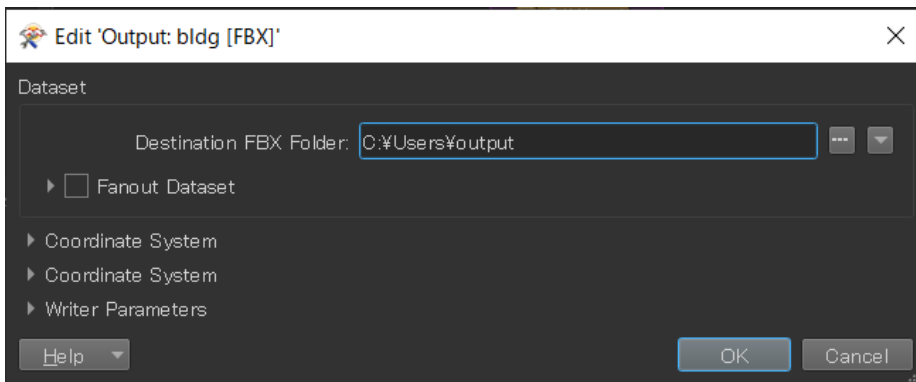 Edit 'Output: bldg [FBX]'
Dataset
Destination FBX Folder: C:¥Users¥output
Fanout Dataset
Coordinate System
Coordinate System
Writer Parameters
Help OK Cancel